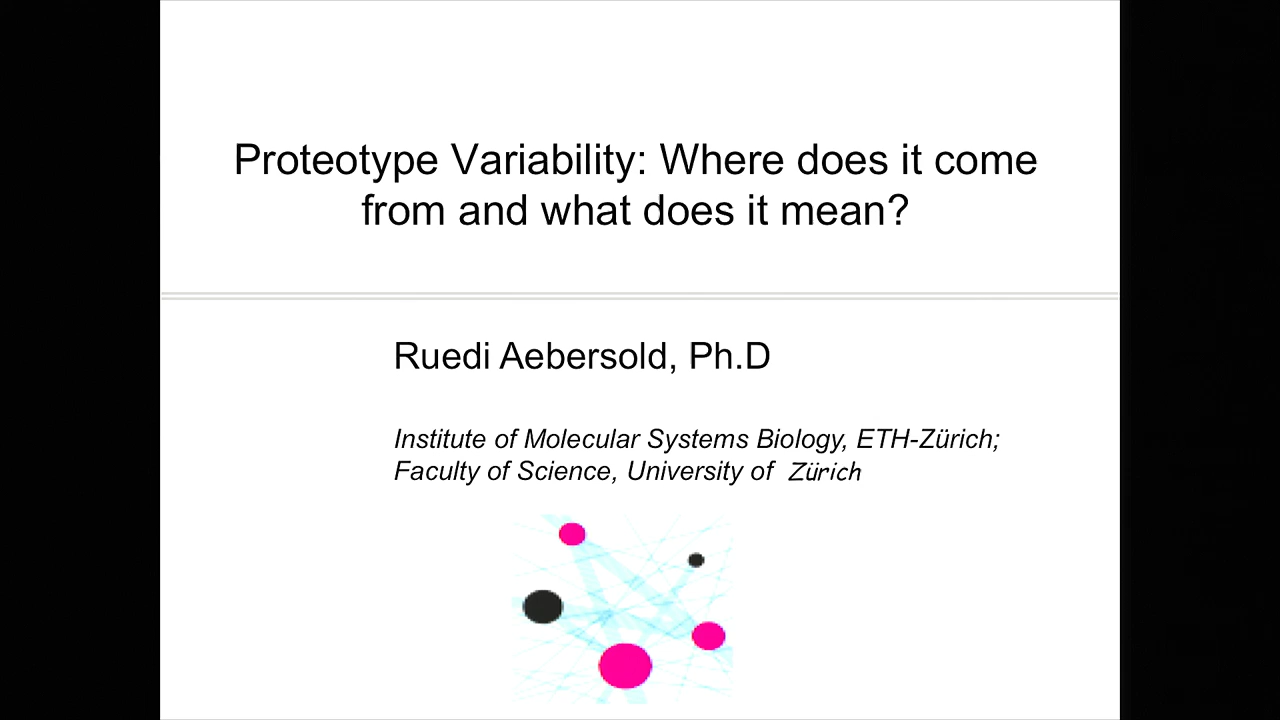 Proteotype Variability: Where does it come
from and what does it mean?
Ruedi Aebersold, Ph.D
Institute of Molecular Systems Biology, ETH-Zürich;
Faculty of Science, University of Zürich